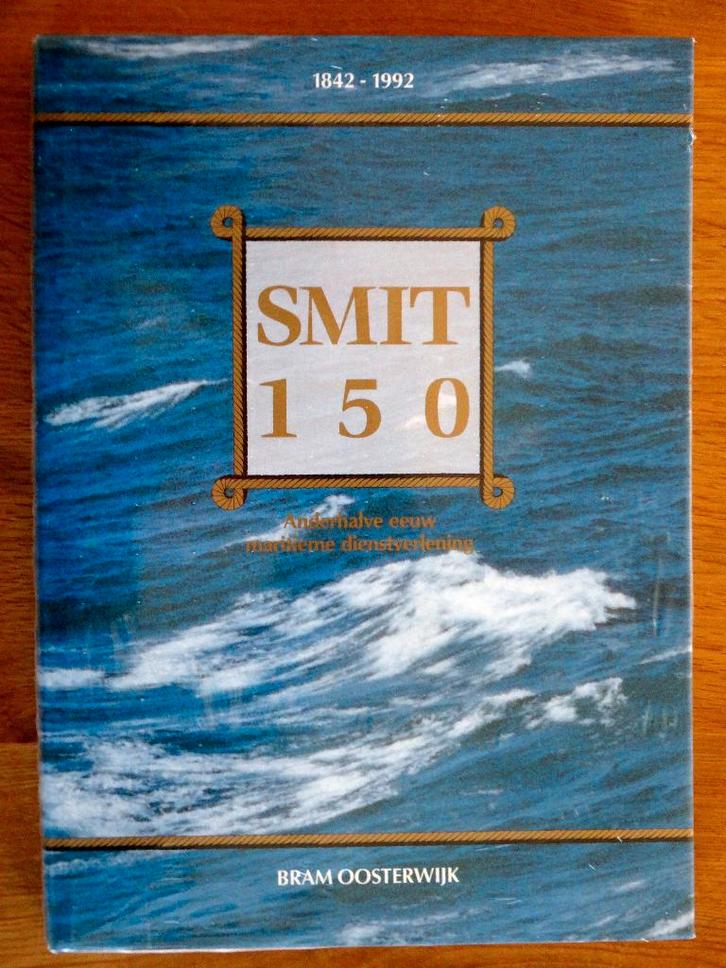 1842 - 1992
SMIT
1 5 0
Anderhalve eeuw
maritieme dienstverlening
BRAM OOSTERWIJK